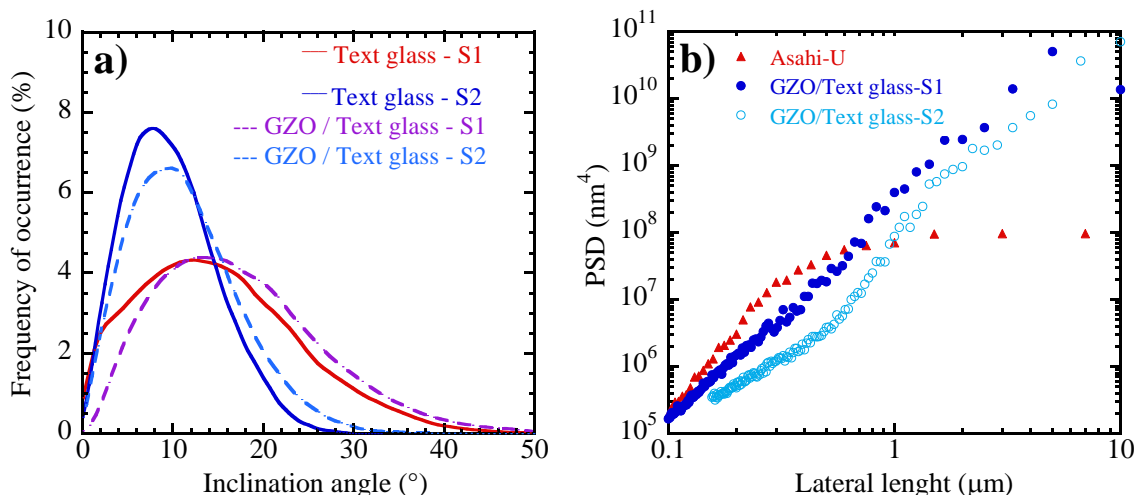 a)
Text glass - S1
Text glass - S2
GZO / Text glass - S1
GZO / Text glass - S2
10
8
6
4
2
0
0
10
20
30
40
50
Frequency of occurrence (%)
Inclination angle (°)
b)
Asahi-U
GZO/Text glass-S1
GZO/Text glass-S2
10^11
10^10
10^9
10^8
10^7
10^6
10^5
0.1
1
10
PSD (nm^4)
Lateral lenght (μm)